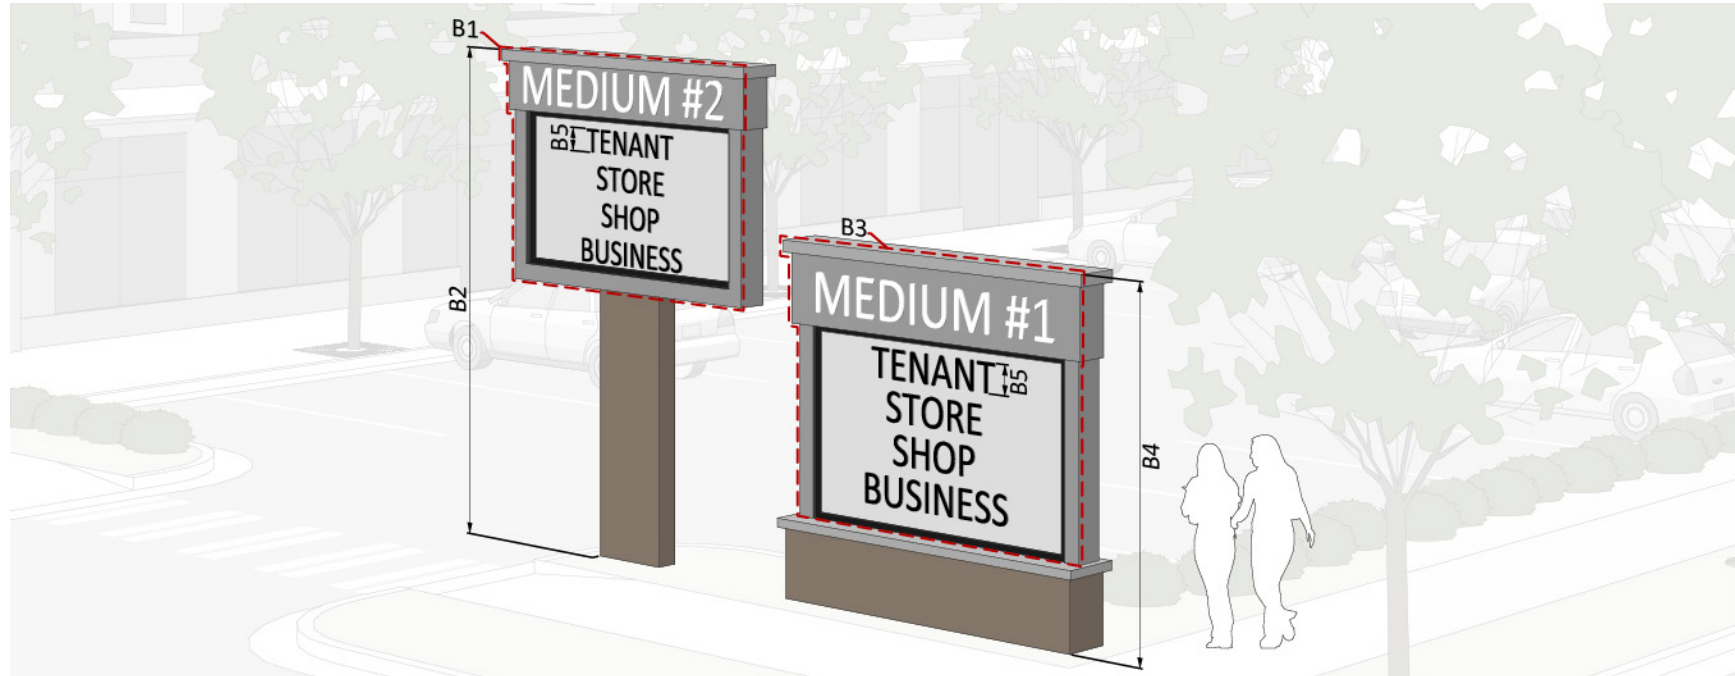 B1
MEDIUM #2
B5
TENANT
STORE
SHOP
BUSINESS
B2
B3
MEDIUM #1
TENANT
B5
STORE
SHOP
BUSINESS
B4